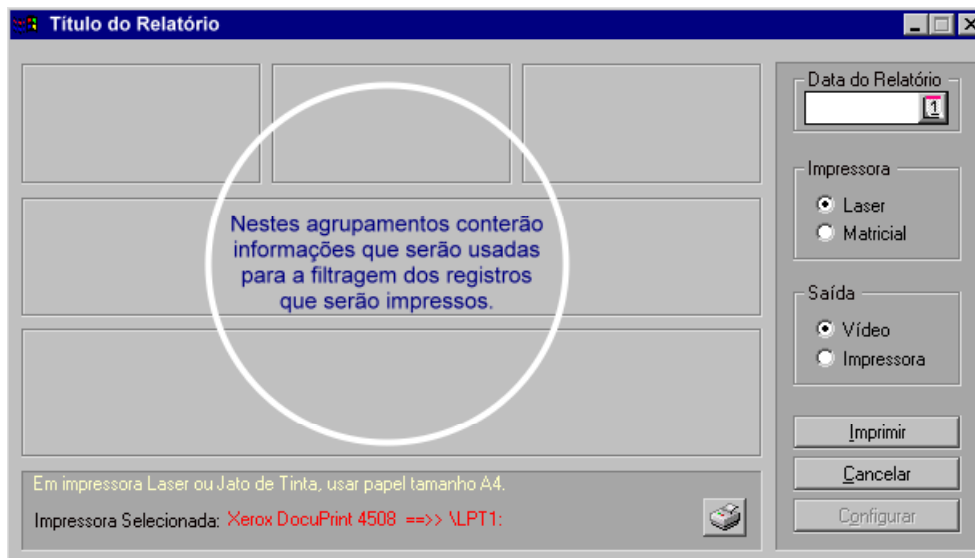 Título do Relatório
Data do Relatório
1
Impressora
Laser
Matricial
Nestes agrupamentos conterão
informações que serão usadas
para a filtragem dos registros
que serão impressos.
Saída
Vídeo
Impressora
Imprimir
Cancelar
Configurar
Em impressora Laser ou Jato de Tinta, usar papel tamanho A4.
Impressora Selecionada: Xerox DocuPrint 4508 ==>> \LPT1: